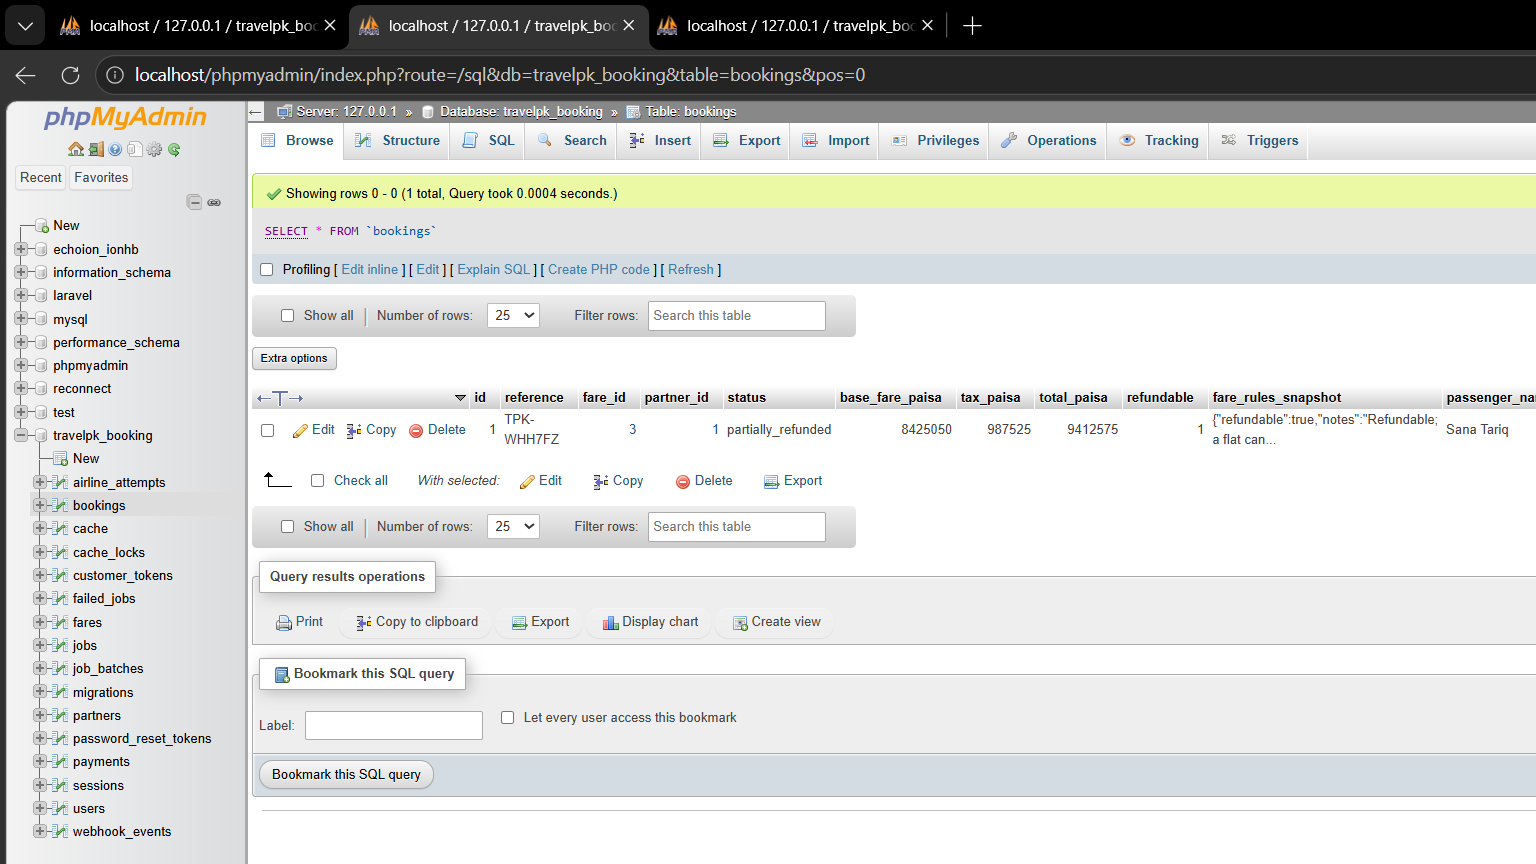 localhost / 127.0.0.1 / travelpk_boo
localhost / 127.0.0.1 / travelpk_boo
localhost / 127.0.0.1 / travelpk_boo
localhost/phpmyadmin/index.php?route=/sql&db=travelpk_booking&table=bookings&pos=0
phpMyAdmin
Recent Favorites
New
echoion_ionhb
information_schema
laravel
mysql
performance_schema
phpmyadmin
reconnect
test
travelpk_booking
New
airline_attempts
bookings
cache
cache_locks
customer_tokens
failed_jobs
fares
jobs
job_batches
migrations
partners
password_reset_tokens
payments
sessions
users
webhook_events
Server: 127.0.0.1 » Database: travelpk_booking » Table: bookings
Browse Structure SQL Search Insert Export Import Privileges Operations Tracking Triggers
Showing rows 0 - 0 (1 total, Query took 0.0004 seconds.)
SELECT * FROM `bookings`
Profiling [ Edit inline ] [ Edit ] [ Explain SQL ] [ Create PHP code ] [ Refresh ]
Show all Number of rows: 25 Filter rows: Search this table
Extra options
id reference fare_id partner_id status base_fare_paisa tax_paisa total_paisa refundable fare_rules_snapshot passenger_na
Edit Copy Delete 1 TPK-WHH7FZ 3 1 partially_refunded 8425050 987525 9412575 1 {"refundable":true,"notes":"Refundable; a flat can... Sana Tariq
Check all With selected: Edit Copy Delete Export
Show all Number of rows: 25 Filter rows: Search this table
Query results operations
Print Copy to clipboard Export Display chart Create view
Bookmark this SQL query
Label: Let every user access this bookmark
Bookmark this SQL query